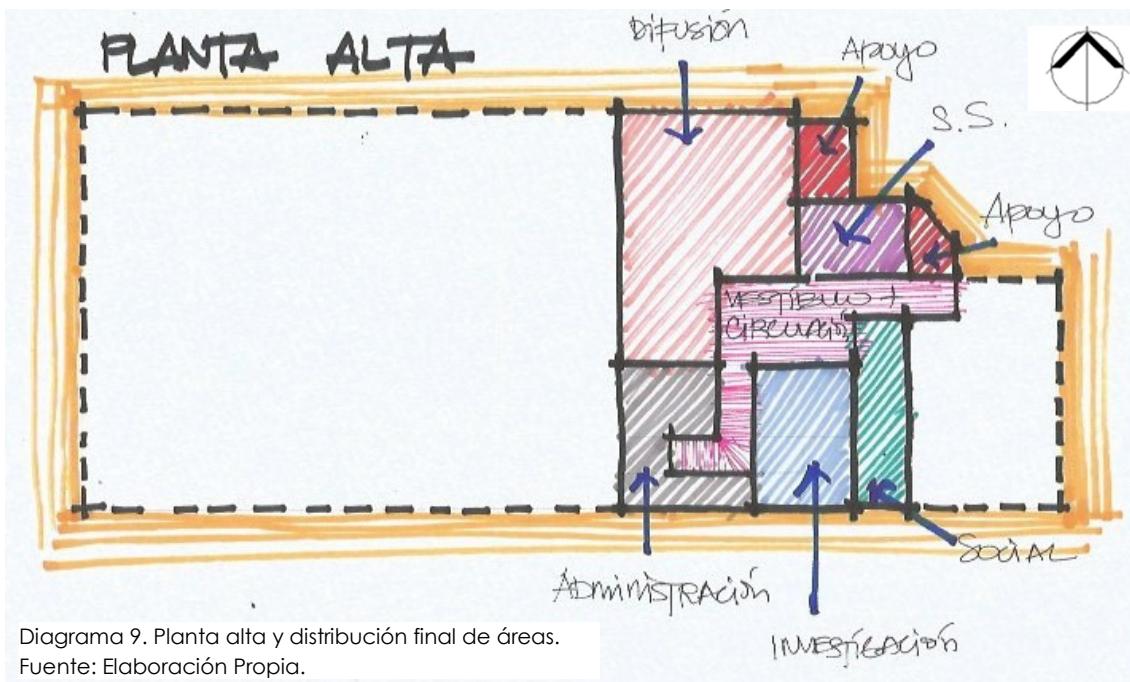 PLANTA ALTA
Difusión
Apoyo
S.S.
Apoyo
VESTÍBULO +
CIRCULACIÓN
SOCIAL
ADMINISTRACIÓN
INVESTIGACIÓN
Diagrama 9. Planta alta y distribución final de áreas.
Fuente: Elaboración Propia.